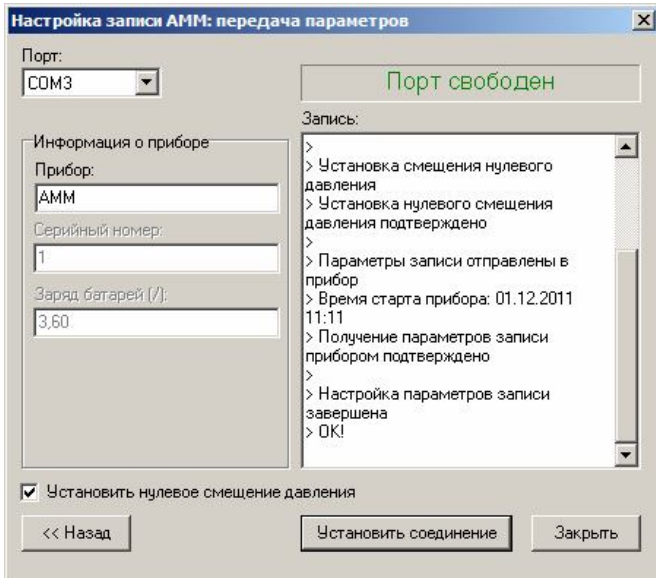 Настройка записи АММ: передача параметров
Порт:
COM3
Порт свободен
Информация о приборе
Прибор:
АММ
Серийный номер:
1
Заряд батарей (/):
3,60
Запись:
>
> Установка смещения нулевого
давления
> Установка нулевого смещения
давления подтверждено
>
> Параметры записи отправлены в
прибор
> Время старта прибора: 01.12.2011
11:11
> Получение параметров записи
прибором подтверждено
>
> Настройка параметров записи
завершена
> OK!
Установить нулевое смещение давления
<< Назад
Установить соединение
Закрыть